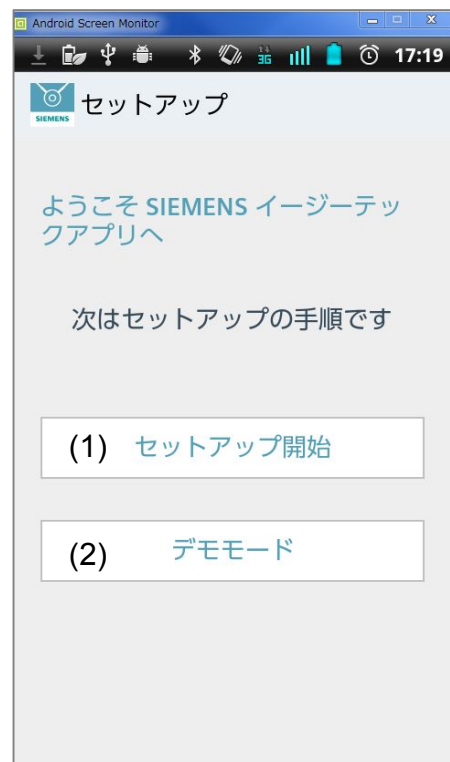 Android Screen Monitor
3G 17:19
SIEMENS セットアップ
ようこそ SIEMENS イージーテッ
クアプリへ
次はセットアップの手順です
(1) セットアップ開始
(2) デモモード